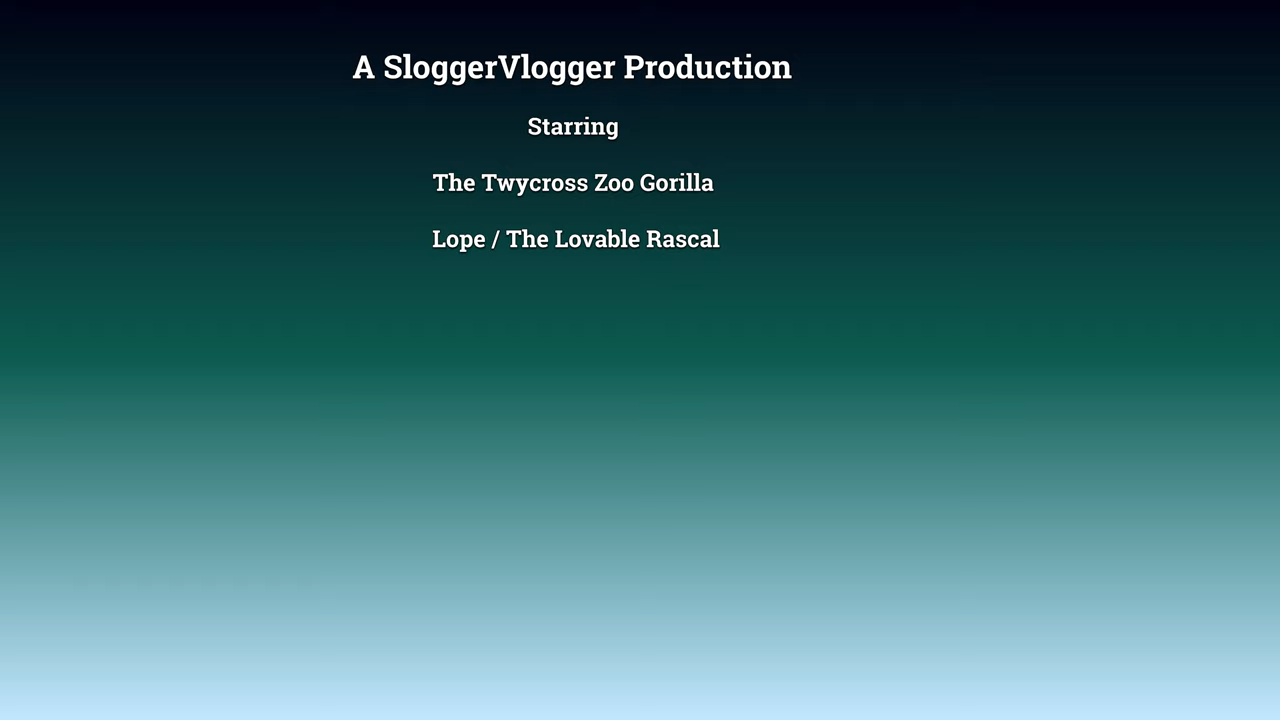 A SloggerVlogger Production
Starring
The Twycross Zoo Gorilla
Lope / The Lovable Rascal